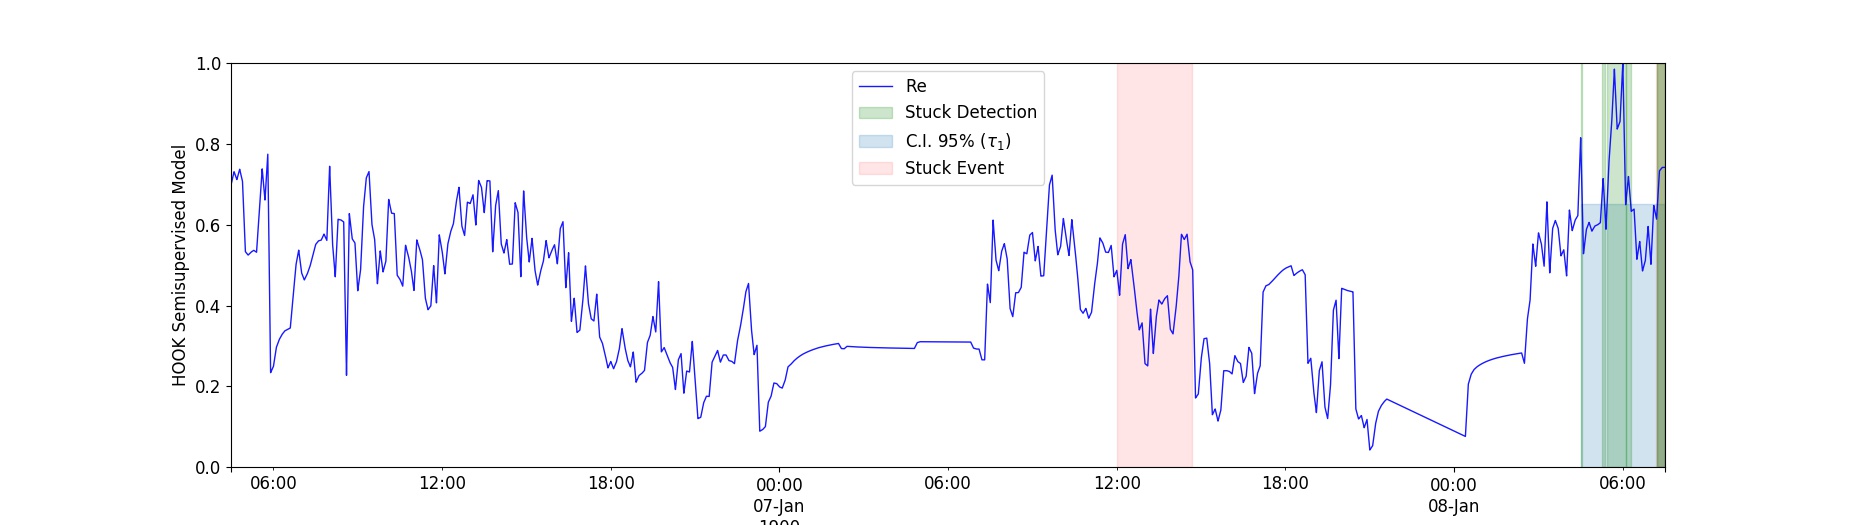 HOOK Semisupervised Model
1.0
0.8
0.6
0.4
0.2
0.0
Re
Stuck Detection
C.I. 95% (τ₁)
Stuck Event
06:00
12:00
18:00
00:00
07-Jan
1900
06:00
12:00
18:00
00:00
08-Jan
06:00